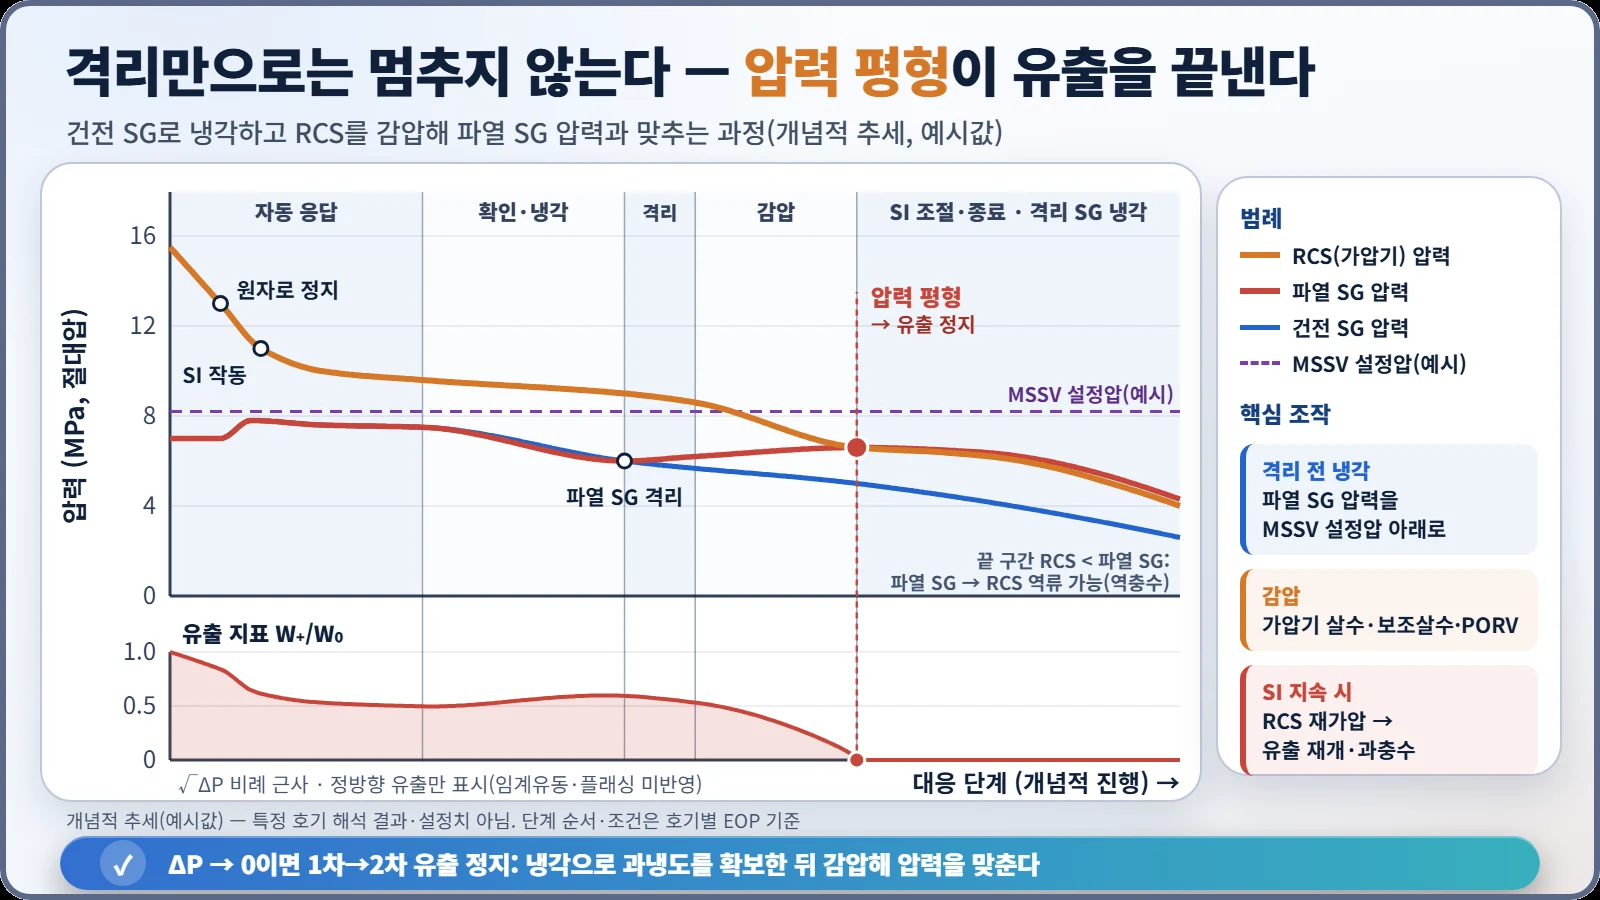 격리만으로는 멈추지 않는다 — 압력 평형이 유출을 끝낸다
건전 SG로 냉각하고 RCS를 감압해 파열 SG 압력과 맞추는 과정(개념적 추세, 예시값)
자동 응답
확인·냉각
격리
감압
SI 조절·종료 · 격리 SG 냉각
압력 (MPa, 절대압)
16
12
8
4
0
원자로 정지
SI 작동
파열 SG 격리
압력 평형
→ 유출 정지
MSSV 설정압(예시)
끝 구간 RCS < 파열 SG:
파열 SG → RCS 역류 가능(역충수)
유출 지표 W₊/W₀
1.0
0.5
0
√ΔP 비례 근사 · 정방향 유출만 표시(임계유동·플래싱 미반영)
대응 단계 (개념적 진행) →
범례
RCS(가압기) 압력
파열 SG 압력
건전 SG 압력
MSSV 설정압(예시)
핵심 조작
격리 전 냉각
파열 SG 압력을
MSSV 설정압 아래로
감압
가압기 살수·보조살수·PORV
SI 지속 시
RCS 재가압 →
유출 재개·과충수
개념적 추세(예시값) — 특정 호기 해석 결과·설정치 아님. 단계 순서·조건은 호기별 EOP 기준
✓ ΔP → 0이면 1차→2차 유출 정지: 냉각으로 과냉도를 확보한 뒤 감압해 압력을 맞춘다